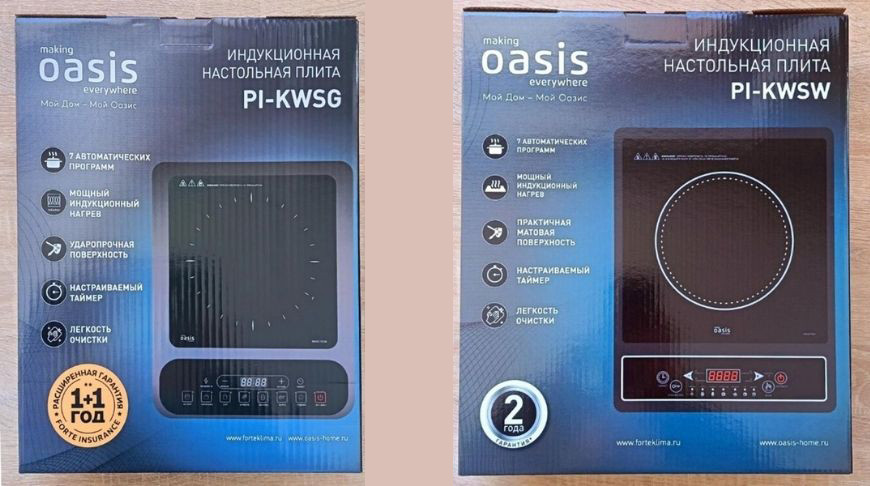 making
oasis
everywhere
Мой Дом – Мой Оазис
ИНДУКЦИОННАЯ
НАСТОЛЬНАЯ ПЛИТА
PI-KWSG
7 АВТОМАТИЧЕСКИХ
ПРОГРАММ
МОЩНЫЙ
ИНДУКЦИОННЫЙ
НАГРЕВ
УДАРОПРОЧНАЯ
ПОВЕРХНОСТЬ
НАСТРАИВАЕМЫЙ
ТАЙМЕР
ЛЕГКОСТЬ
ОЧИСТКИ
oasis
88:88
РАСШИРЕННАЯ ГАРАНТИЯ
**
1+1
ГОД
FORTE INSURANCE
www.forteklima.ru www.oasis-home.ru
making
oasis
everywhere
Мой Дом – Мой Оазис
ИНДУКЦИОННАЯ
НАСТОЛЬНАЯ ПЛИТА
PI-KWSW
7 АВТОМАТИЧЕСКИХ
ПРОГРАММ
МОЩНЫЙ
ИНДУКЦИОННЫЙ
НАГРЕВ
ПРАКТИЧНАЯ
МАТОВАЯ
ПОВЕРХНОСТЬ
НАСТРАИВАЕМЫЙ
ТАЙМЕР
ЛЕГКОСТЬ
ОЧИСТКИ
oasis
8888
2
ГОДА
ГАРАНТИЯ
www.forteklima.ru www.oasis-home.ru